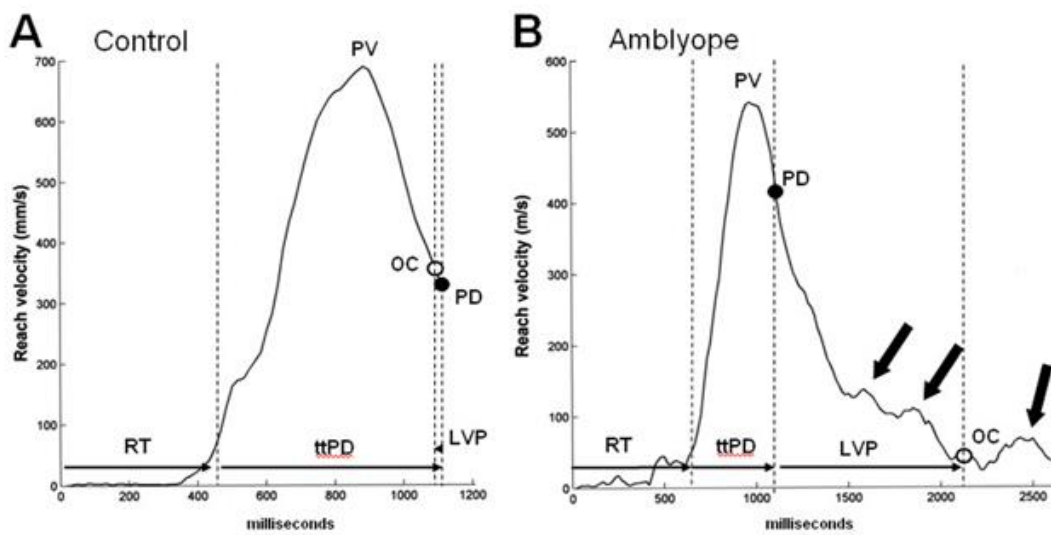 A Control
PV
700
600
500
400
300
200
100
0
Reach velocity (mm/s)
OC
PD
RT
ttPD
LVP
0 200 400 600 800 1000 1200
milliseconds
B Amblyope
PV
600
500
400
300
200
100
0
Reach velocity (m/s)
PD
OC
RT
ttPD
LVP
0 500 1000 1500 2000 2500
milliseconds